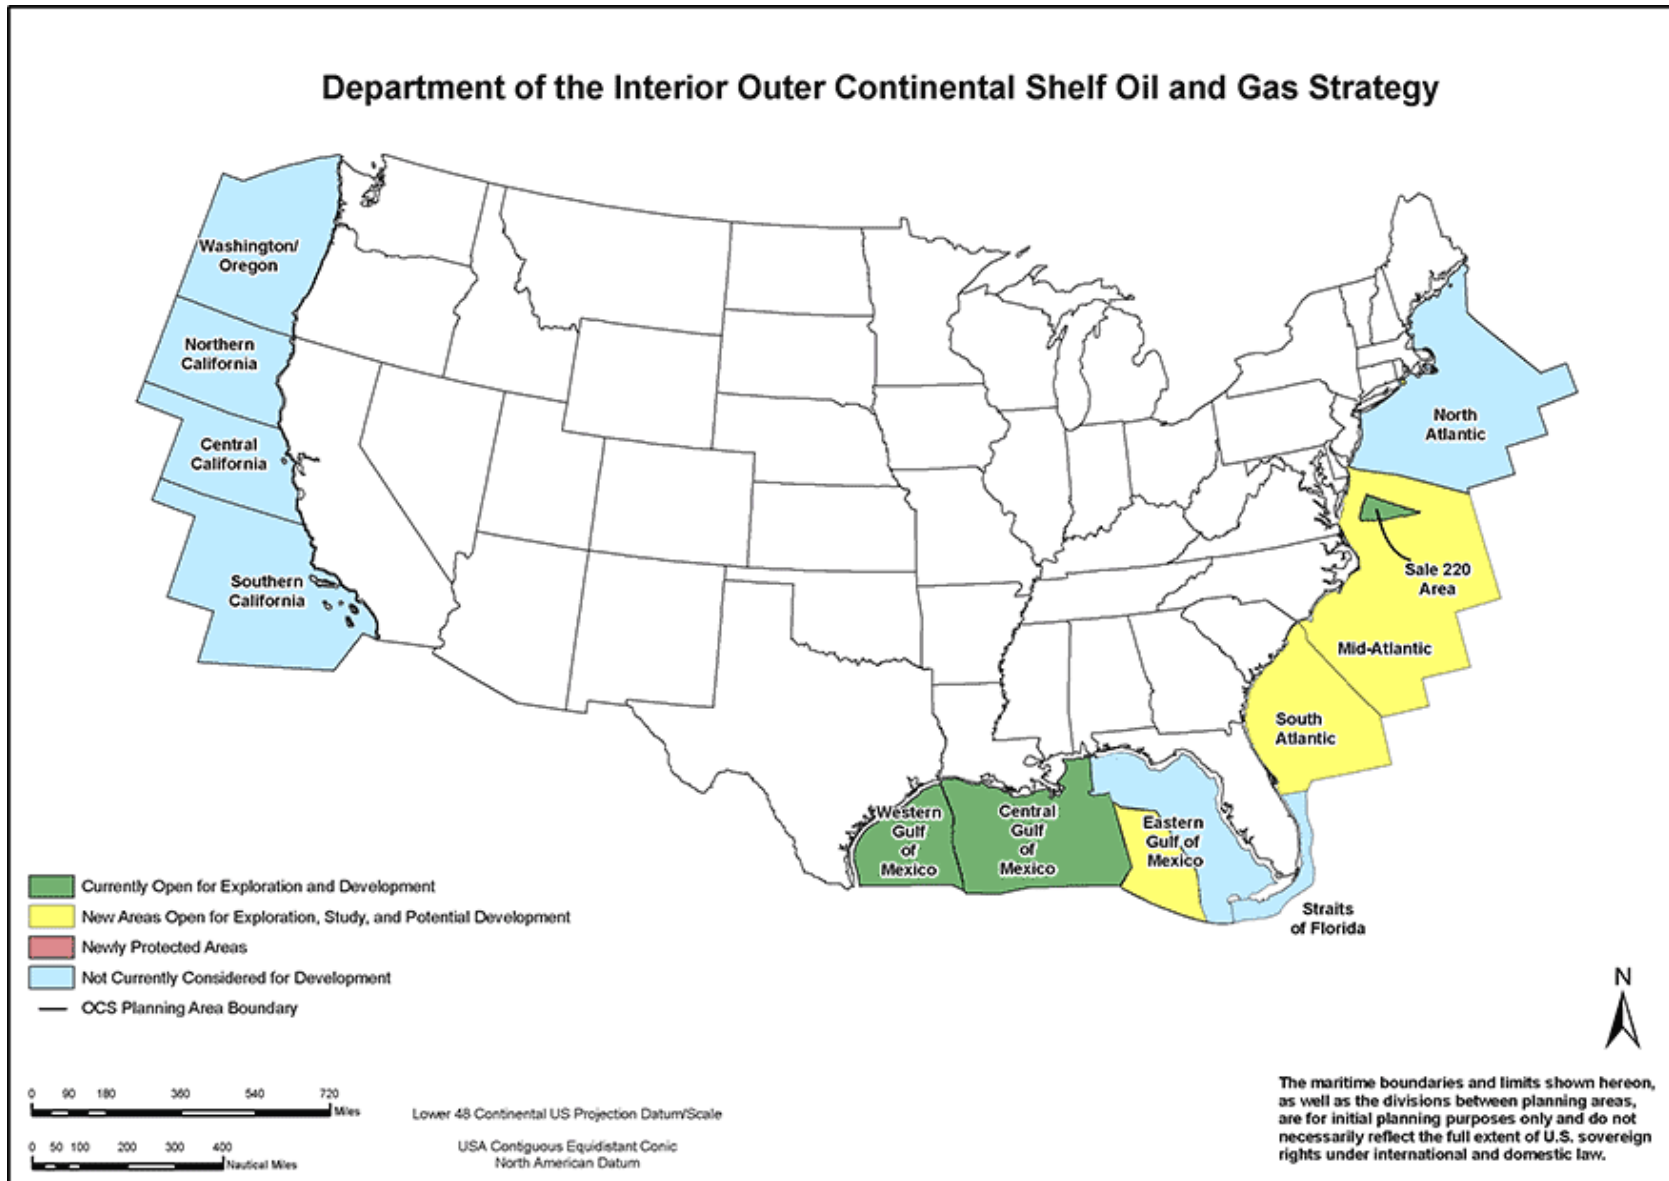 Department of the Interior Outer Continental Shelf Oil and Gas Strategy
Washington/
Oregon
Northern
California
Central
California
Southern
California
North
Atlantic
Sale 220
Area
Mid-Atlantic
South
Atlantic
Western
Gulf
of
Mexico
Central
Gulf
of
Mexico
Eastern
Gulf of
Mexico
Straits
of Florida
Currently Open for Exploration and Development
New Areas Open for Exploration, Study, and Potential Development
Newly Protected Areas
Not Currently Considered for Development
OCS Planning Area Boundary
N
0 90 180 360 540 720
Miles
0 50 100 200 300 400
Nautical Miles
Lower 48 Continental US Projection Datum/Scale
USA Contiguous Equidistant Conic
North American Datum
The maritime boundaries and limits shown hereon,
as well as the divisions between planning areas,
are for initial planning purposes only and do not
necessarily reflect the full extent of U.S. sovereign
rights under international and domestic law.